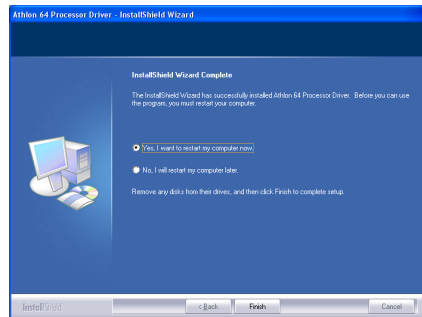 Athlon 64 Processor Driver - InstallShield Wizard
InstallShield Wizard Complete
The InstallShield Wizard has successfully installed Athlon 64 Processor Driver. Before you can use
the program, you must restart your computer.
Yes, I want to restart my computer now.
No, I will restart my computer later.
Remove any disks from their drives, and then click Finish to complete setup.
InstallShield
< Back
Finish
Cancel